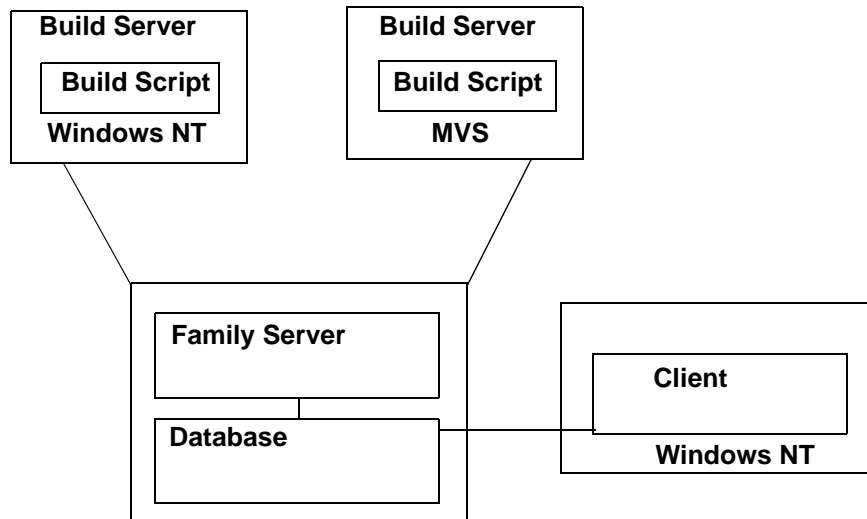 Build Server
Build Script
Windows NT
Build Server
Build Script
MVS
Family Server
Database
Client
Windows NT